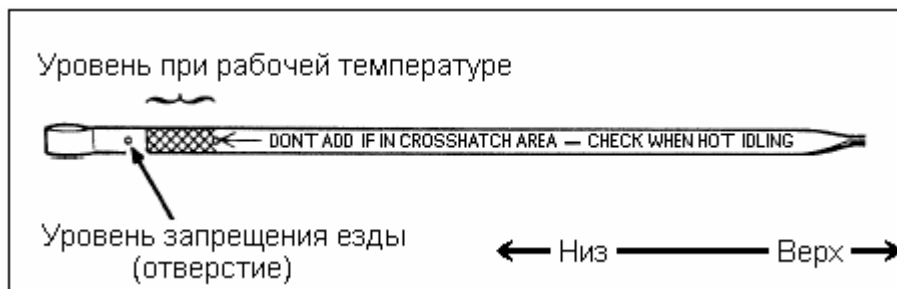 Уровень при рабочей температуре
DON'T ADD IF IN CROSSHATCH AREA — CHECK WHEN HOT IDLING
Уровень запрещения езды
(отверстие)
Низ
Верх